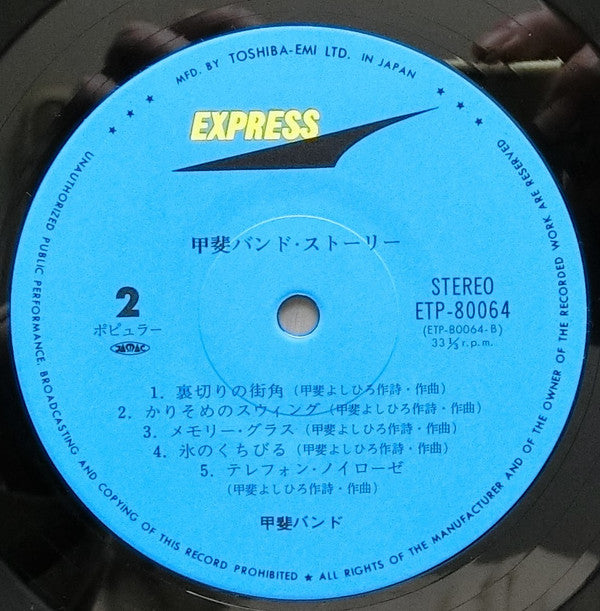 MFD. BY TOSHIBA-EMI LTD. IN JAPAN
EXPRESS
甲斐バンド・ストーリー
2
ポピュラー
JASRAC
STEREO
ETP-80064
(ETP-80064-B)
33⅓ r.p.m.
1. 裏切りの街角 (甲斐よしひろ作詩・作曲)
2. かりそめのスウィング (甲斐よしひろ作詩・作曲)
3. メモリー・グラス (甲斐よしひろ作詩・作曲)
4. 氷のくちびる (甲斐よしひろ作詩・作曲)
5. テレフォン・ノイローゼ
(甲斐よしひろ作詩・作曲)
甲斐バンド
UNAUTHORIZED PUBLIC PERFORMANCE, BROADCASTING AND COPYING OF THIS RECORD PROHIBITED ★ ALL RIGHTS OF THE MANUFACTURER AND OF THE OWNER OF THE RECORDED WORK ARE RESERVED